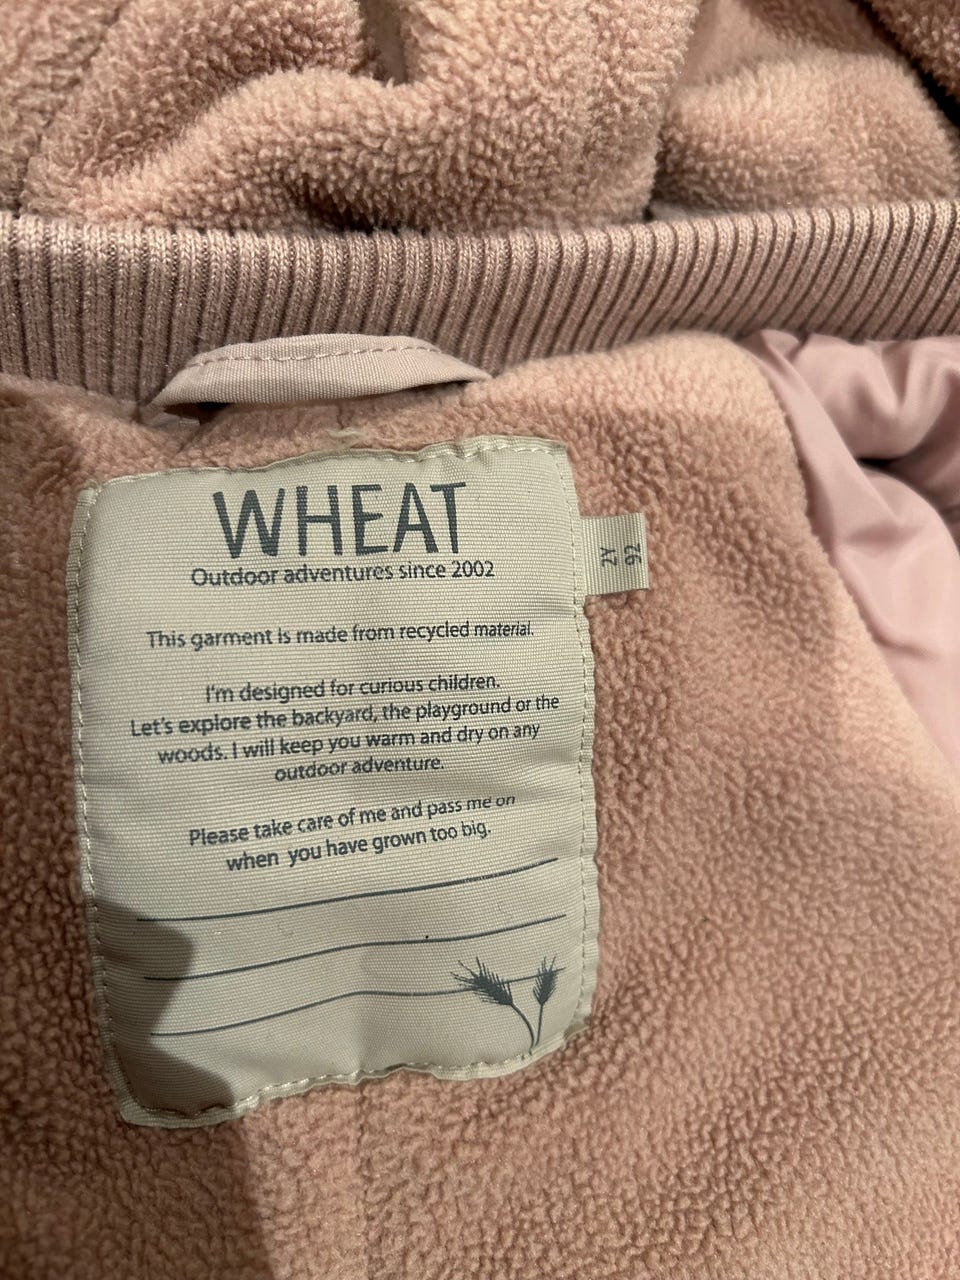 WHEAT
Outdoor adventures since 2002
This garment is made from recycled material.
I'm designed for curious children.
Let's explore the backyard, the playground or the
woods. I will keep you warm and dry on any
outdoor adventure.
Please take care of me and pass me on
when you have grown too big.
2Y
92